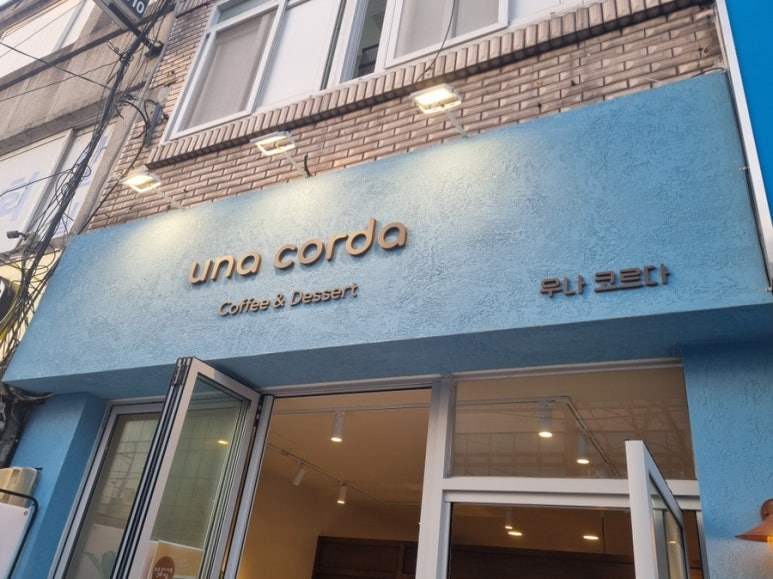 una corda
Coffee & Dessert
우나 코르다